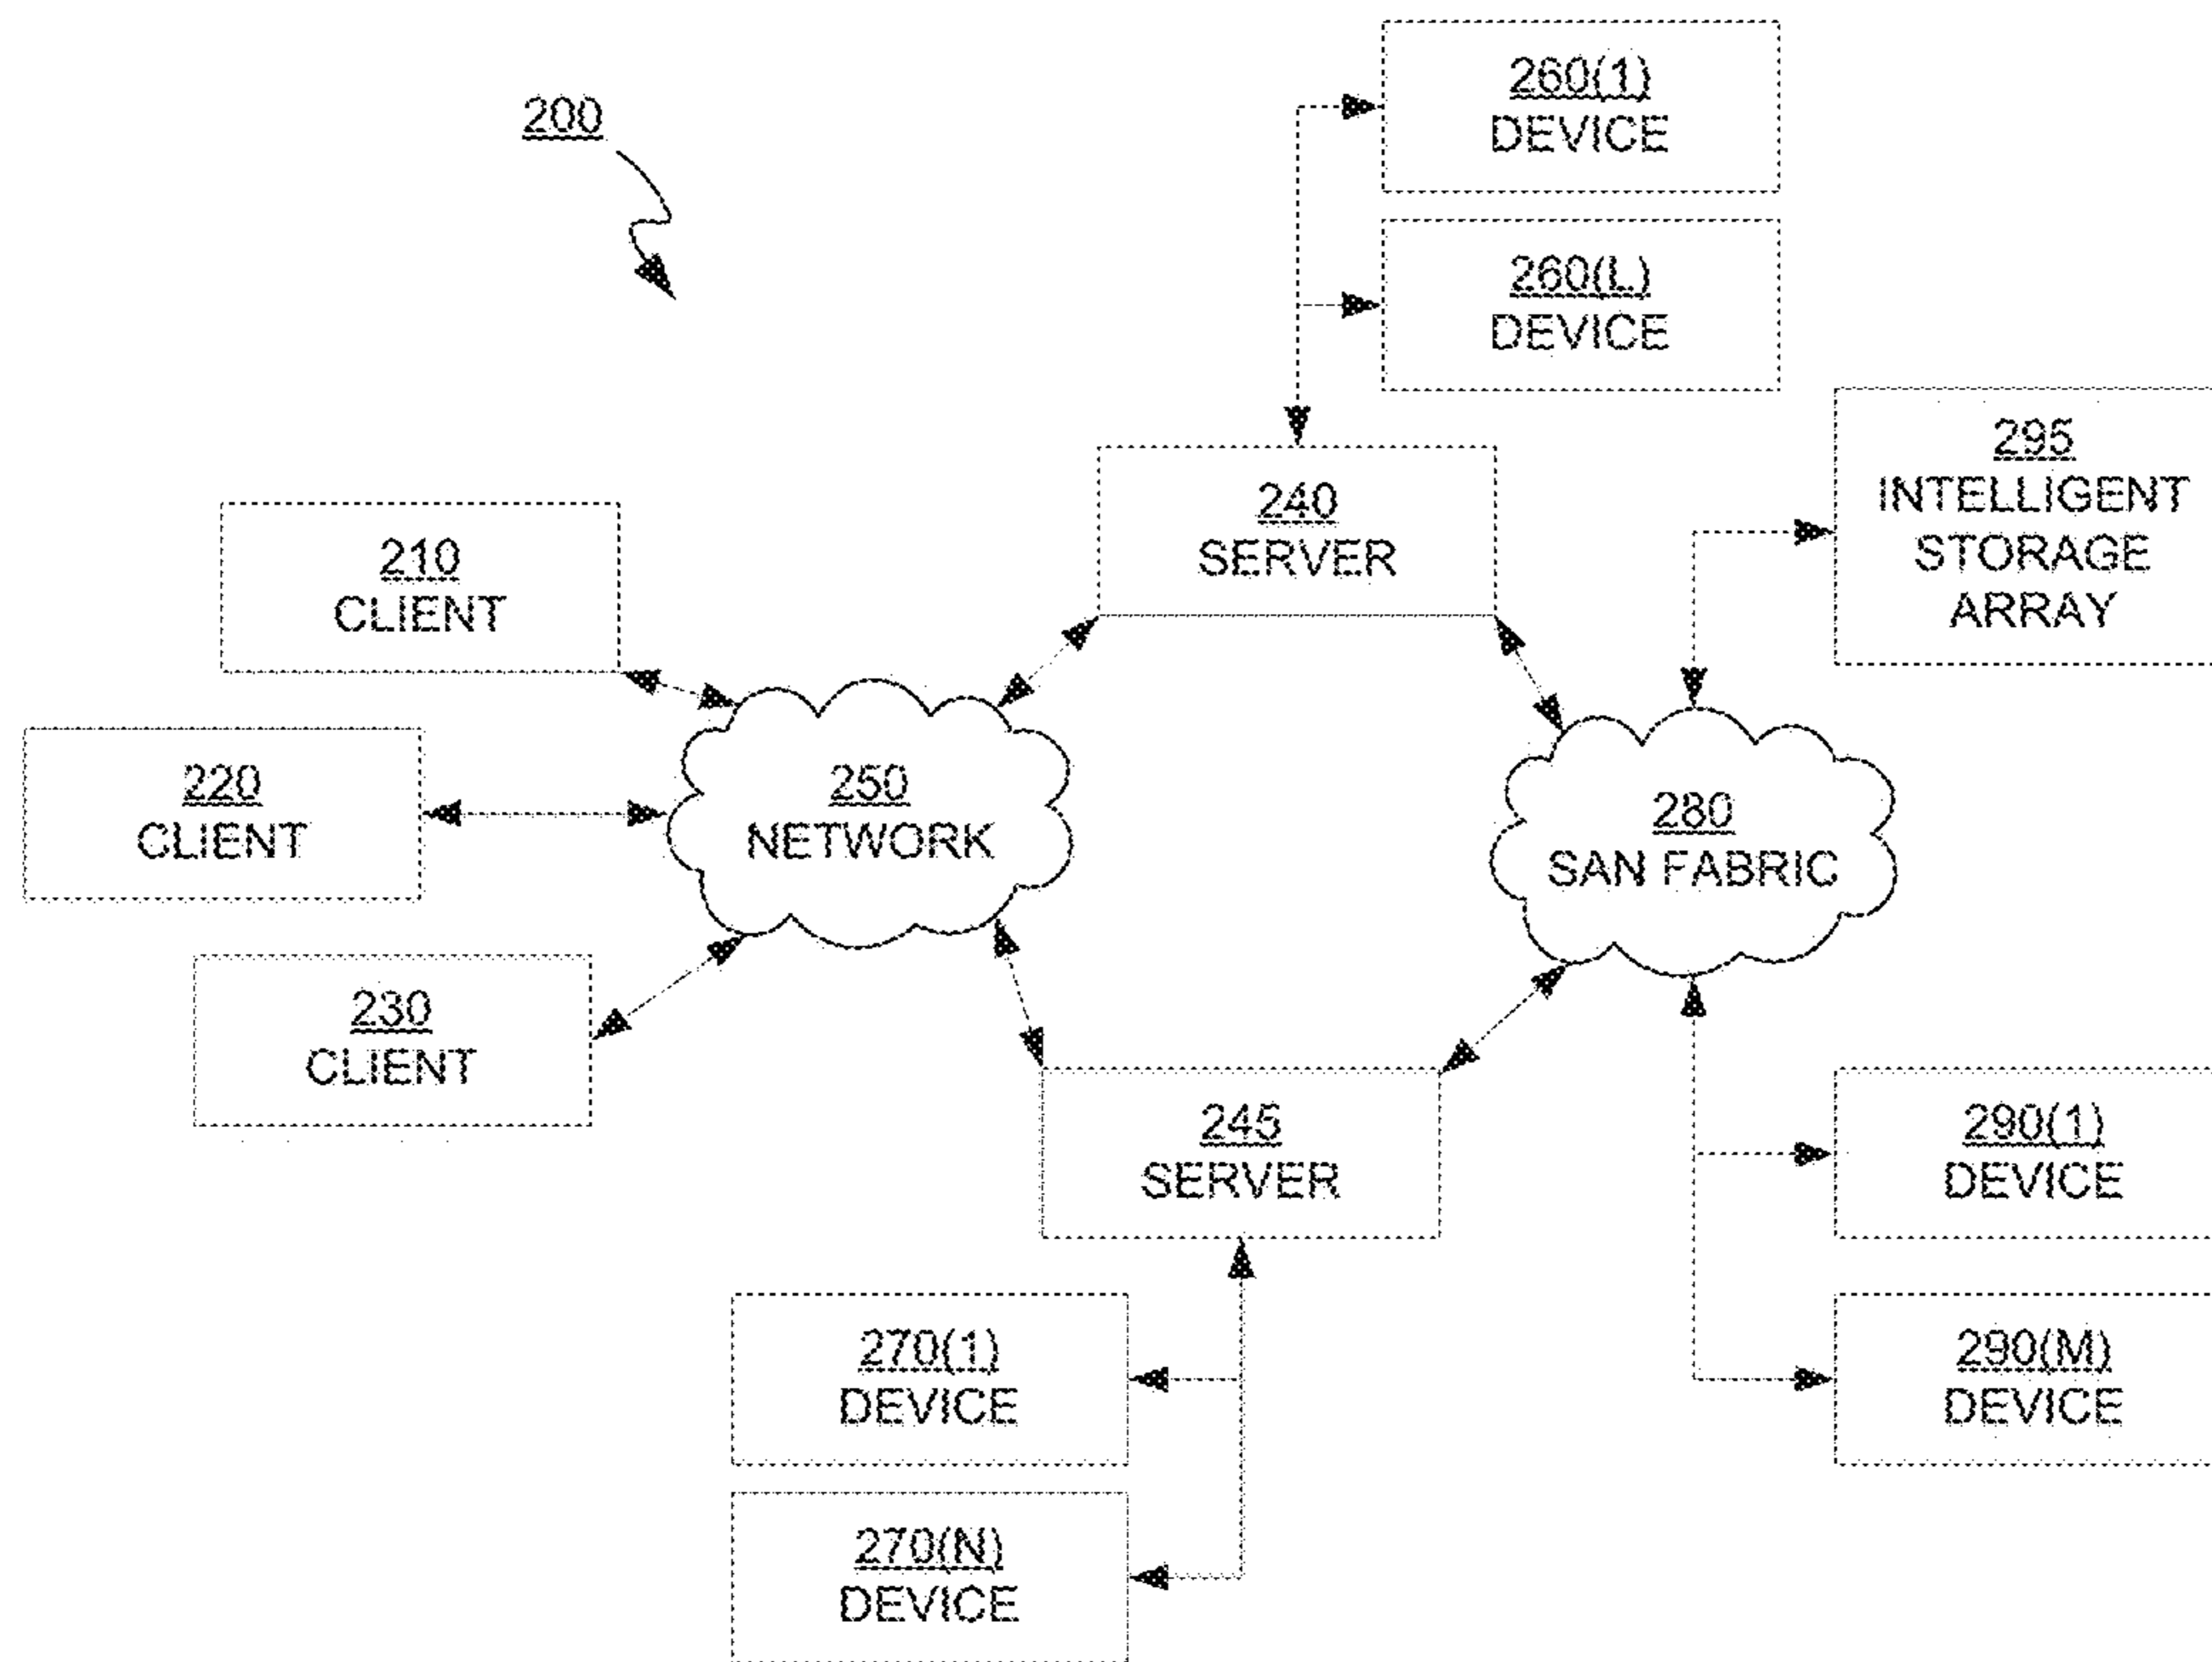 200
260(1)
DEVICE
260(L)
DEVICE
295
INTELLIGENT
STORAGE
ARRAY
240
SERVER
210
CLIENT
220
CLIENT
250
NETWORK
280
SAN FABRIC
230
CLIENT
245
SERVER
290(1)
DEVICE
270(1)
DEVICE
290(M)
DEVICE
270(N)
DEVICE